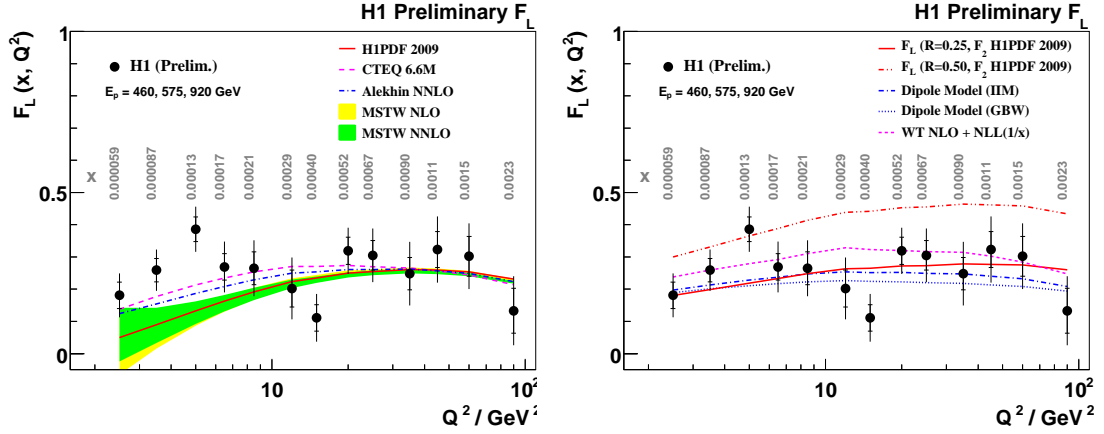 H1 Preliminary F_L
F_L (x, Q²)
1
0.5
0
H1 (Prelim.)
E_p = 460, 575, 920 GeV
H1PDF 2009
CTEQ 6.6M
Alekhin NNLO
MSTW NLO
MSTW NNLO
x
0.000059
0.000087
0.00013
0.00017
0.00021
0.00029
0.00040
0.00052
0.00067
0.00090
0.0011
0.0015
0.0023
10
10²
Q² / GeV²
H1 Preliminary F_L
F_L (x, Q²)
1
0.5
0
H1 (Prelim.)
E_p = 460, 575, 920 GeV
F_L (R=0.25, F_2 H1PDF 2009)
F_L (R=0.50, F_2 H1PDF 2009)
Dipole Model (IIM)
Dipole Model (GBW)
WT NLO + NLL(1/x)
x
0.000059
0.000087
0.00013
0.00017
0.00021
0.00029
0.00040
0.00052
0.00067
0.00090
0.0011
0.0015
0.0023
10
10²
Q² / GeV²